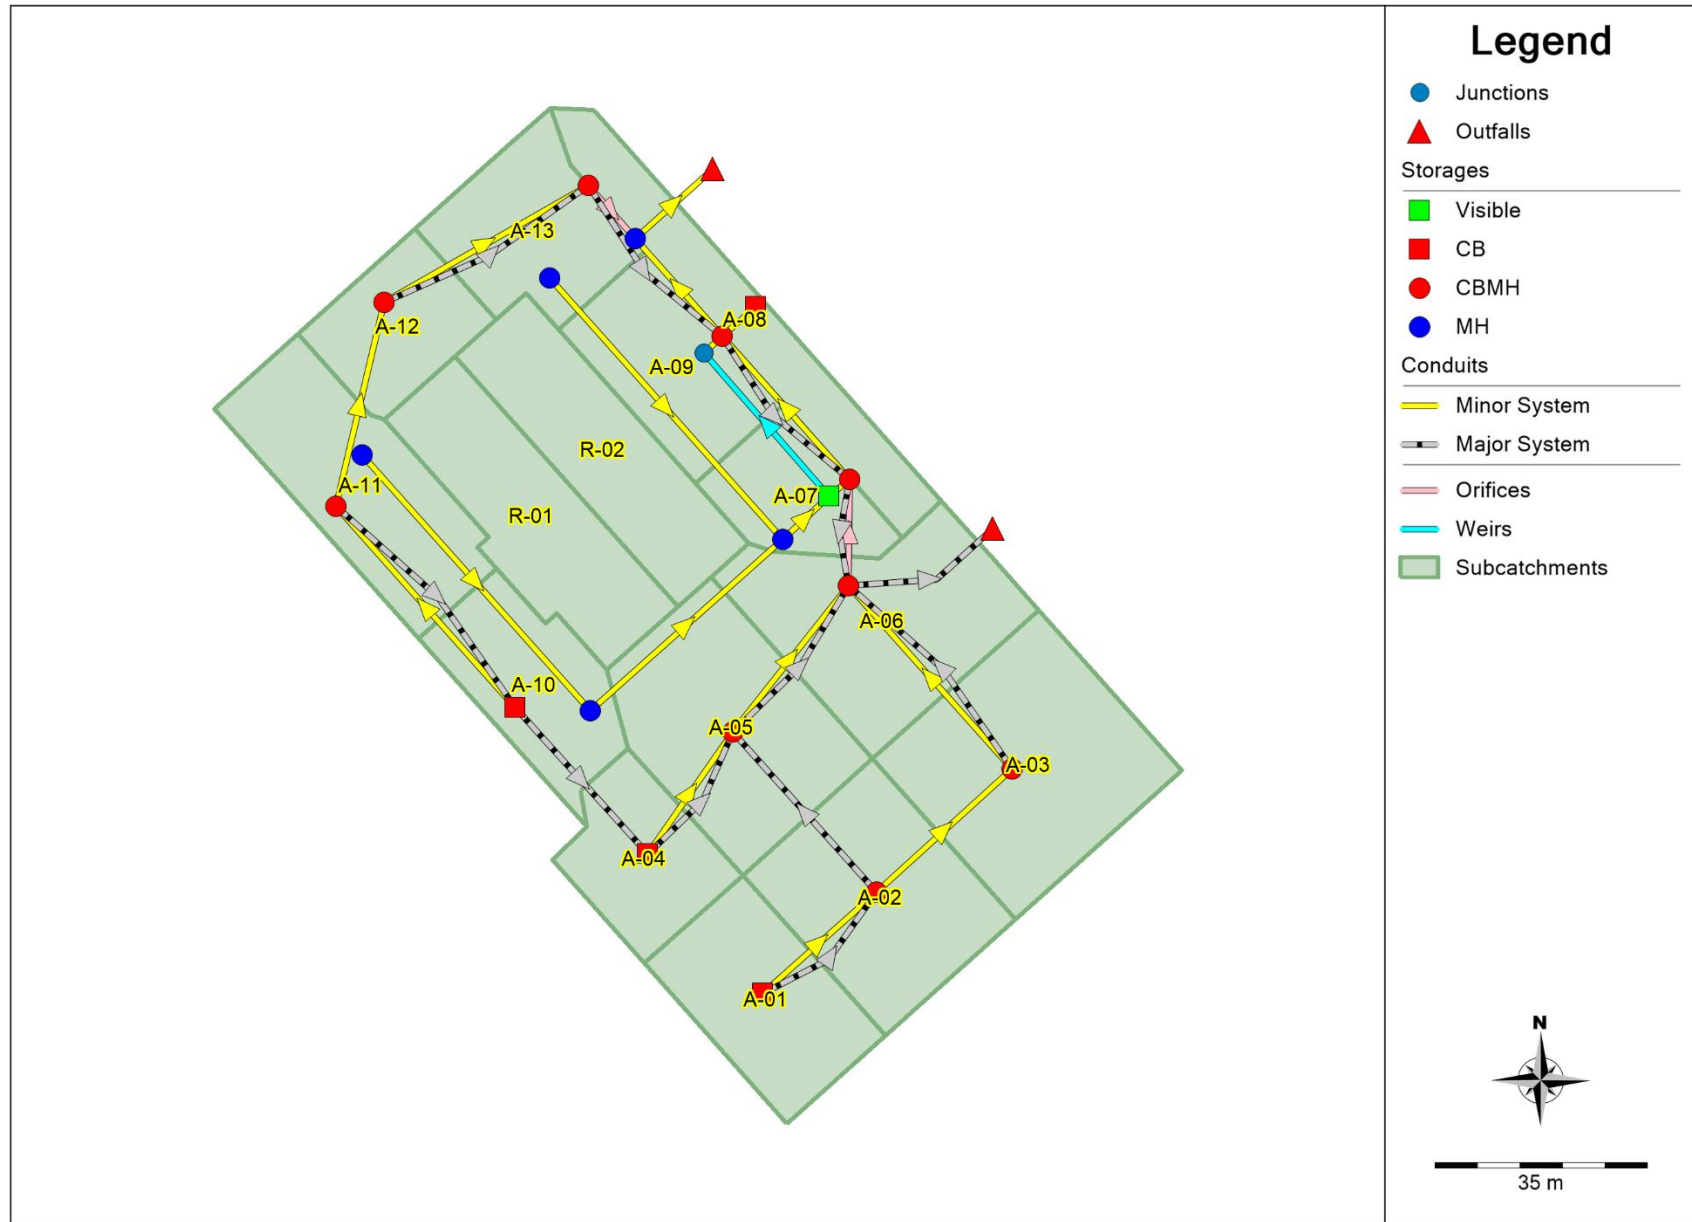 Legend
Junctions
Outfalls
Storages
Visible
CB
CBMH
MH
Conduits
Minor System
Major System
Orifices
Weirs
Subcatchments
A-13
A-12
A-08
A-09
R-02
A-11
A-07
R-01
A-06
A-10
A-05
A-03
A-04
A-02
A-01
N
35 m